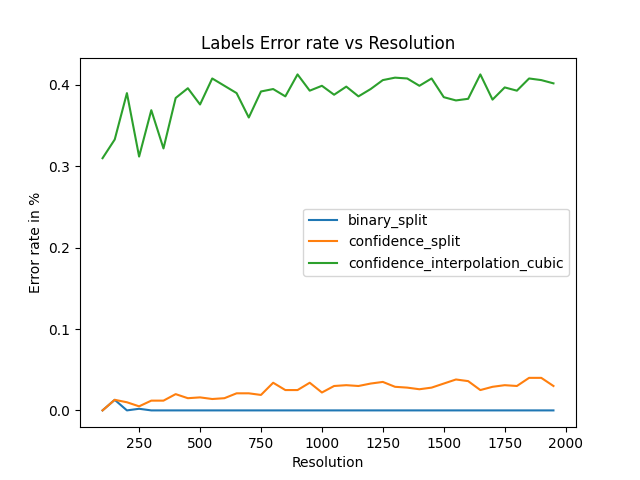 Labels Error rate vs Resolution
Error rate in %
0.4
0.3
0.2
0.1
0.0
binary_split
confidence_split
confidence_interpolation_cubic
250 500 750 1000 1250 1500 1750 2000
Resolution